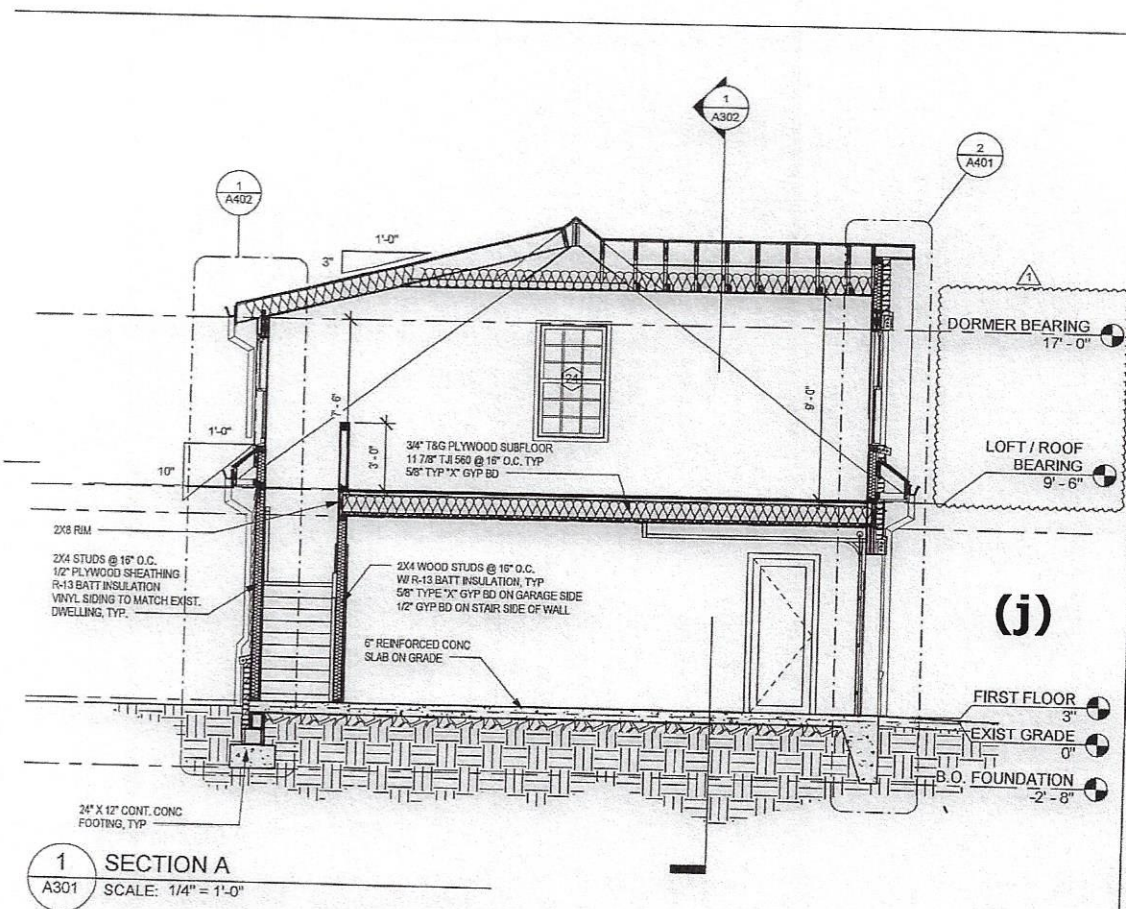 1
A302
2
A401
1
A402
1'-0"
3"
1
DORMER BEARING
17' - 0"
24
7' - 6"
8' - 0"
1'-0"
10"
3' - 0"
3/4" T&G PLYWOOD SUBFLOOR
11 7/8" TJI 560 @ 16" O.C. TYP
5/8" TYP "X" GYP BD
LOFT / ROOF
BEARING
9' - 6"
2X8 RIM
2X4 STUDS @ 16" O.C.
1/2" PLYWOOD SHEATHING
R-13 BATT INSULATION
VINYL SIDING TO MATCH EXIST.
DWELLING, TYP.
2X4 WOOD STUDS @ 16" O.C.
W/ R-13 BATT INSULATION, TYP
5/8" TYPE "X" GYP BD ON GARAGE SIDE
1/2" GYP BD ON STAIR SIDE OF WALL
(j)
6" REINFORCED CONC
SLAB ON GRADE
FIRST FLOOR
3"
EXIST GRADE
0"
B.O. FOUNDATION
-2' - 8"
24" X 12" CONT. CONC
FOOTING, TYP
1
A301
SECTION A
SCALE: 1/4" = 1'-0"